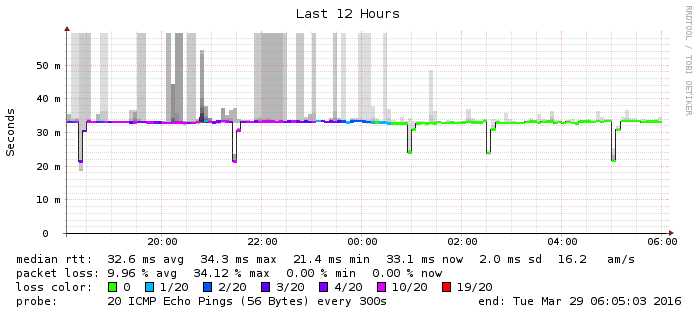 Last 12 Hours
RRDTOOL / TOBI OETIKER
Seconds
50 m
40 m
30 m
20 m
10 m
0
20:00 22:00 00:00 02:00 04:00 06:00
median rtt: 32.6 ms avg 34.3 ms max 21.4 ms min 33.1 ms now 2.0 ms sd 16.2 am/s
packet loss: 9.96 % avg 34.12 % max 0.00 % min 0.00 % now
loss color: 0 1/20 2/20 3/20 4/20 10/20 19/20
probe: 20 ICMP Echo Pings (56 Bytes) every 300s end: Tue Mar 29 06:05:03 2016